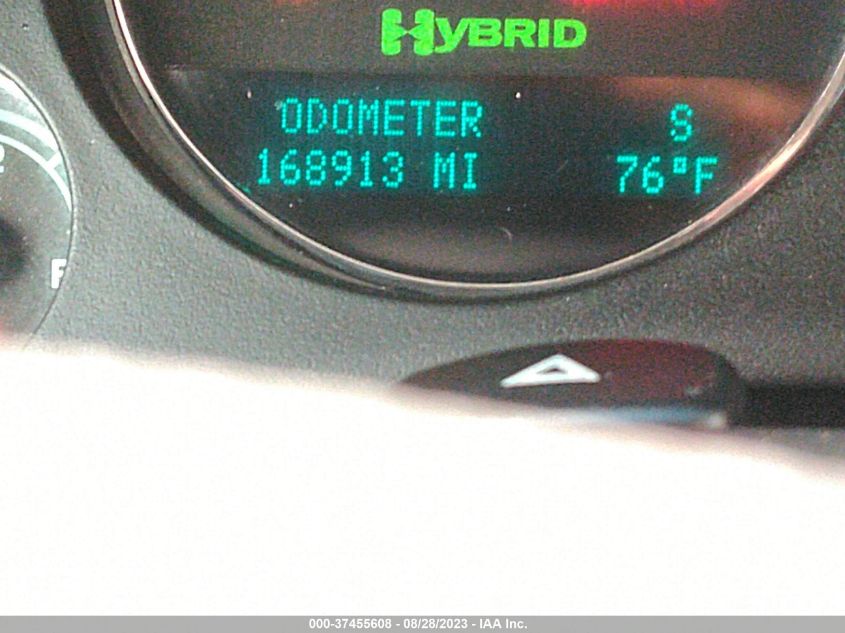 HYBRID
ODOMETER S
168913 MI 76°F
F
000-37455608 - 08/28/2023 - IAA Inc.